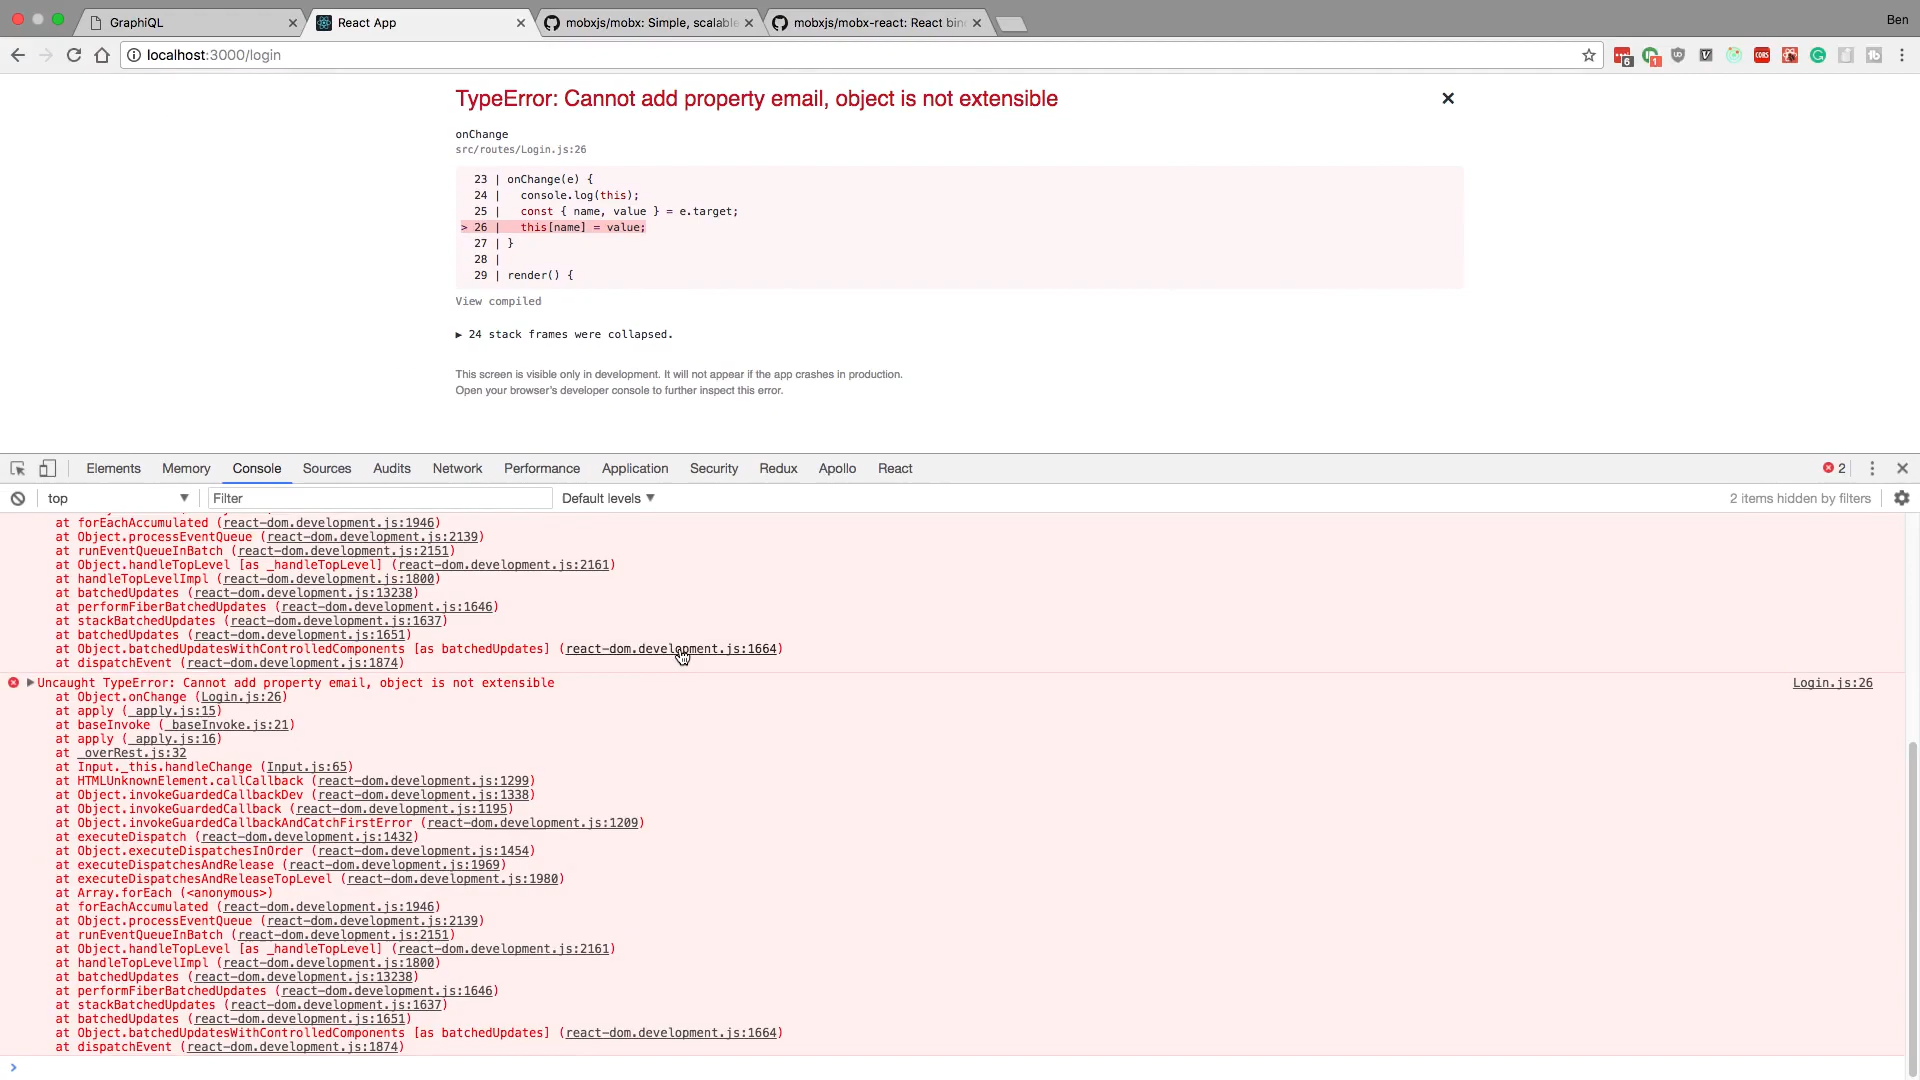 GraphiQL
React App
mobxjs/mobx: Simple, scalable
mobxjs/mobx-react: React bin
Ben
localhost:3000/login
6
1
TypeError: Cannot add property email, object is not extensible
onChange
src/routes/Login.js:26
23 | onChange(e) {
24 | console.log(this);
25 | const { name, value } = e.target;
> 26 | this[name] = value;
27 | }
28 |
29 | render() {
View compiled
▶ 24 stack frames were collapsed.
This screen is visible only in development. It will not appear if the app crashes in production.
Open your browser's developer console to further inspect this error.
Elements Memory Console Sources Audits Network Performance Application Security Redux Apollo React 2
top Filter Default levels 2 items hidden by filters
at forEachAccumulated (react-dom.development.js:1946)
at Object.processEventQueue (react-dom.development.js:2139)
at runEventQueueInBatch (react-dom.development.js:2151)
at Object.handleTopLevel [as _handleTopLevel] (react-dom.development.js:2161)
at handleTopLevelImpl (react-dom.development.js:1800)
at batchedUpdates (react-dom.development.js:13238)
at performFiberBatchedUpdates (react-dom.development.js:1646)
at stackBatchedUpdates (react-dom.development.js:1637)
at batchedUpdates (react-dom.development.js:1651)
at Object.batchedUpdatesWithControlledComponents [as batchedUpdates] (react-dom.development.js:1664)
at dispatchEvent (react-dom.development.js:1874)
▶Uncaught TypeError: Cannot add property email, object is not extensible Login.js:26
at Object.onChange (Login.js:26)
at apply (_apply.js:15)
at baseInvoke (_baseInvoke.js:21)
at apply (_apply.js:16)
at _overRest.js:32
at Input._this.handleChange (Input.js:65)
at HTMLUnknownElement.callCallback (react-dom.development.js:1299)
at Object.invokeGuardedCallbackDev (react-dom.development.js:1338)
at Object.invokeGuardedCallback (react-dom.development.js:1195)
at Object.invokeGuardedCallbackAndCatchFirstError (react-dom.development.js:1209)
at executeDispatch (react-dom.development.js:1432)
at Object.executeDispatchesInOrder (react-dom.development.js:1454)
at executeDispatchesAndRelease (react-dom.development.js:1969)
at executeDispatchesAndReleaseTopLevel (react-dom.development.js:1980)
at Array.forEach (<anonymous>)
at forEachAccumulated (react-dom.development.js:1946)
at Object.processEventQueue (react-dom.development.js:2139)
at runEventQueueInBatch (react-dom.development.js:2151)
at Object.handleTopLevel [as _handleTopLevel] (react-dom.development.js:2161)
at handleTopLevelImpl (react-dom.development.js:1800)
at batchedUpdates (react-dom.development.js:13238)
at performFiberBatchedUpdates (react-dom.development.js:1646)
at stackBatchedUpdates (react-dom.development.js:1637)
at batchedUpdates (react-dom.development.js:1651)
at Object.batchedUpdatesWithControlledComponents [as batchedUpdates] (react-dom.development.js:1664)
at dispatchEvent (react-dom.development.js:1874)